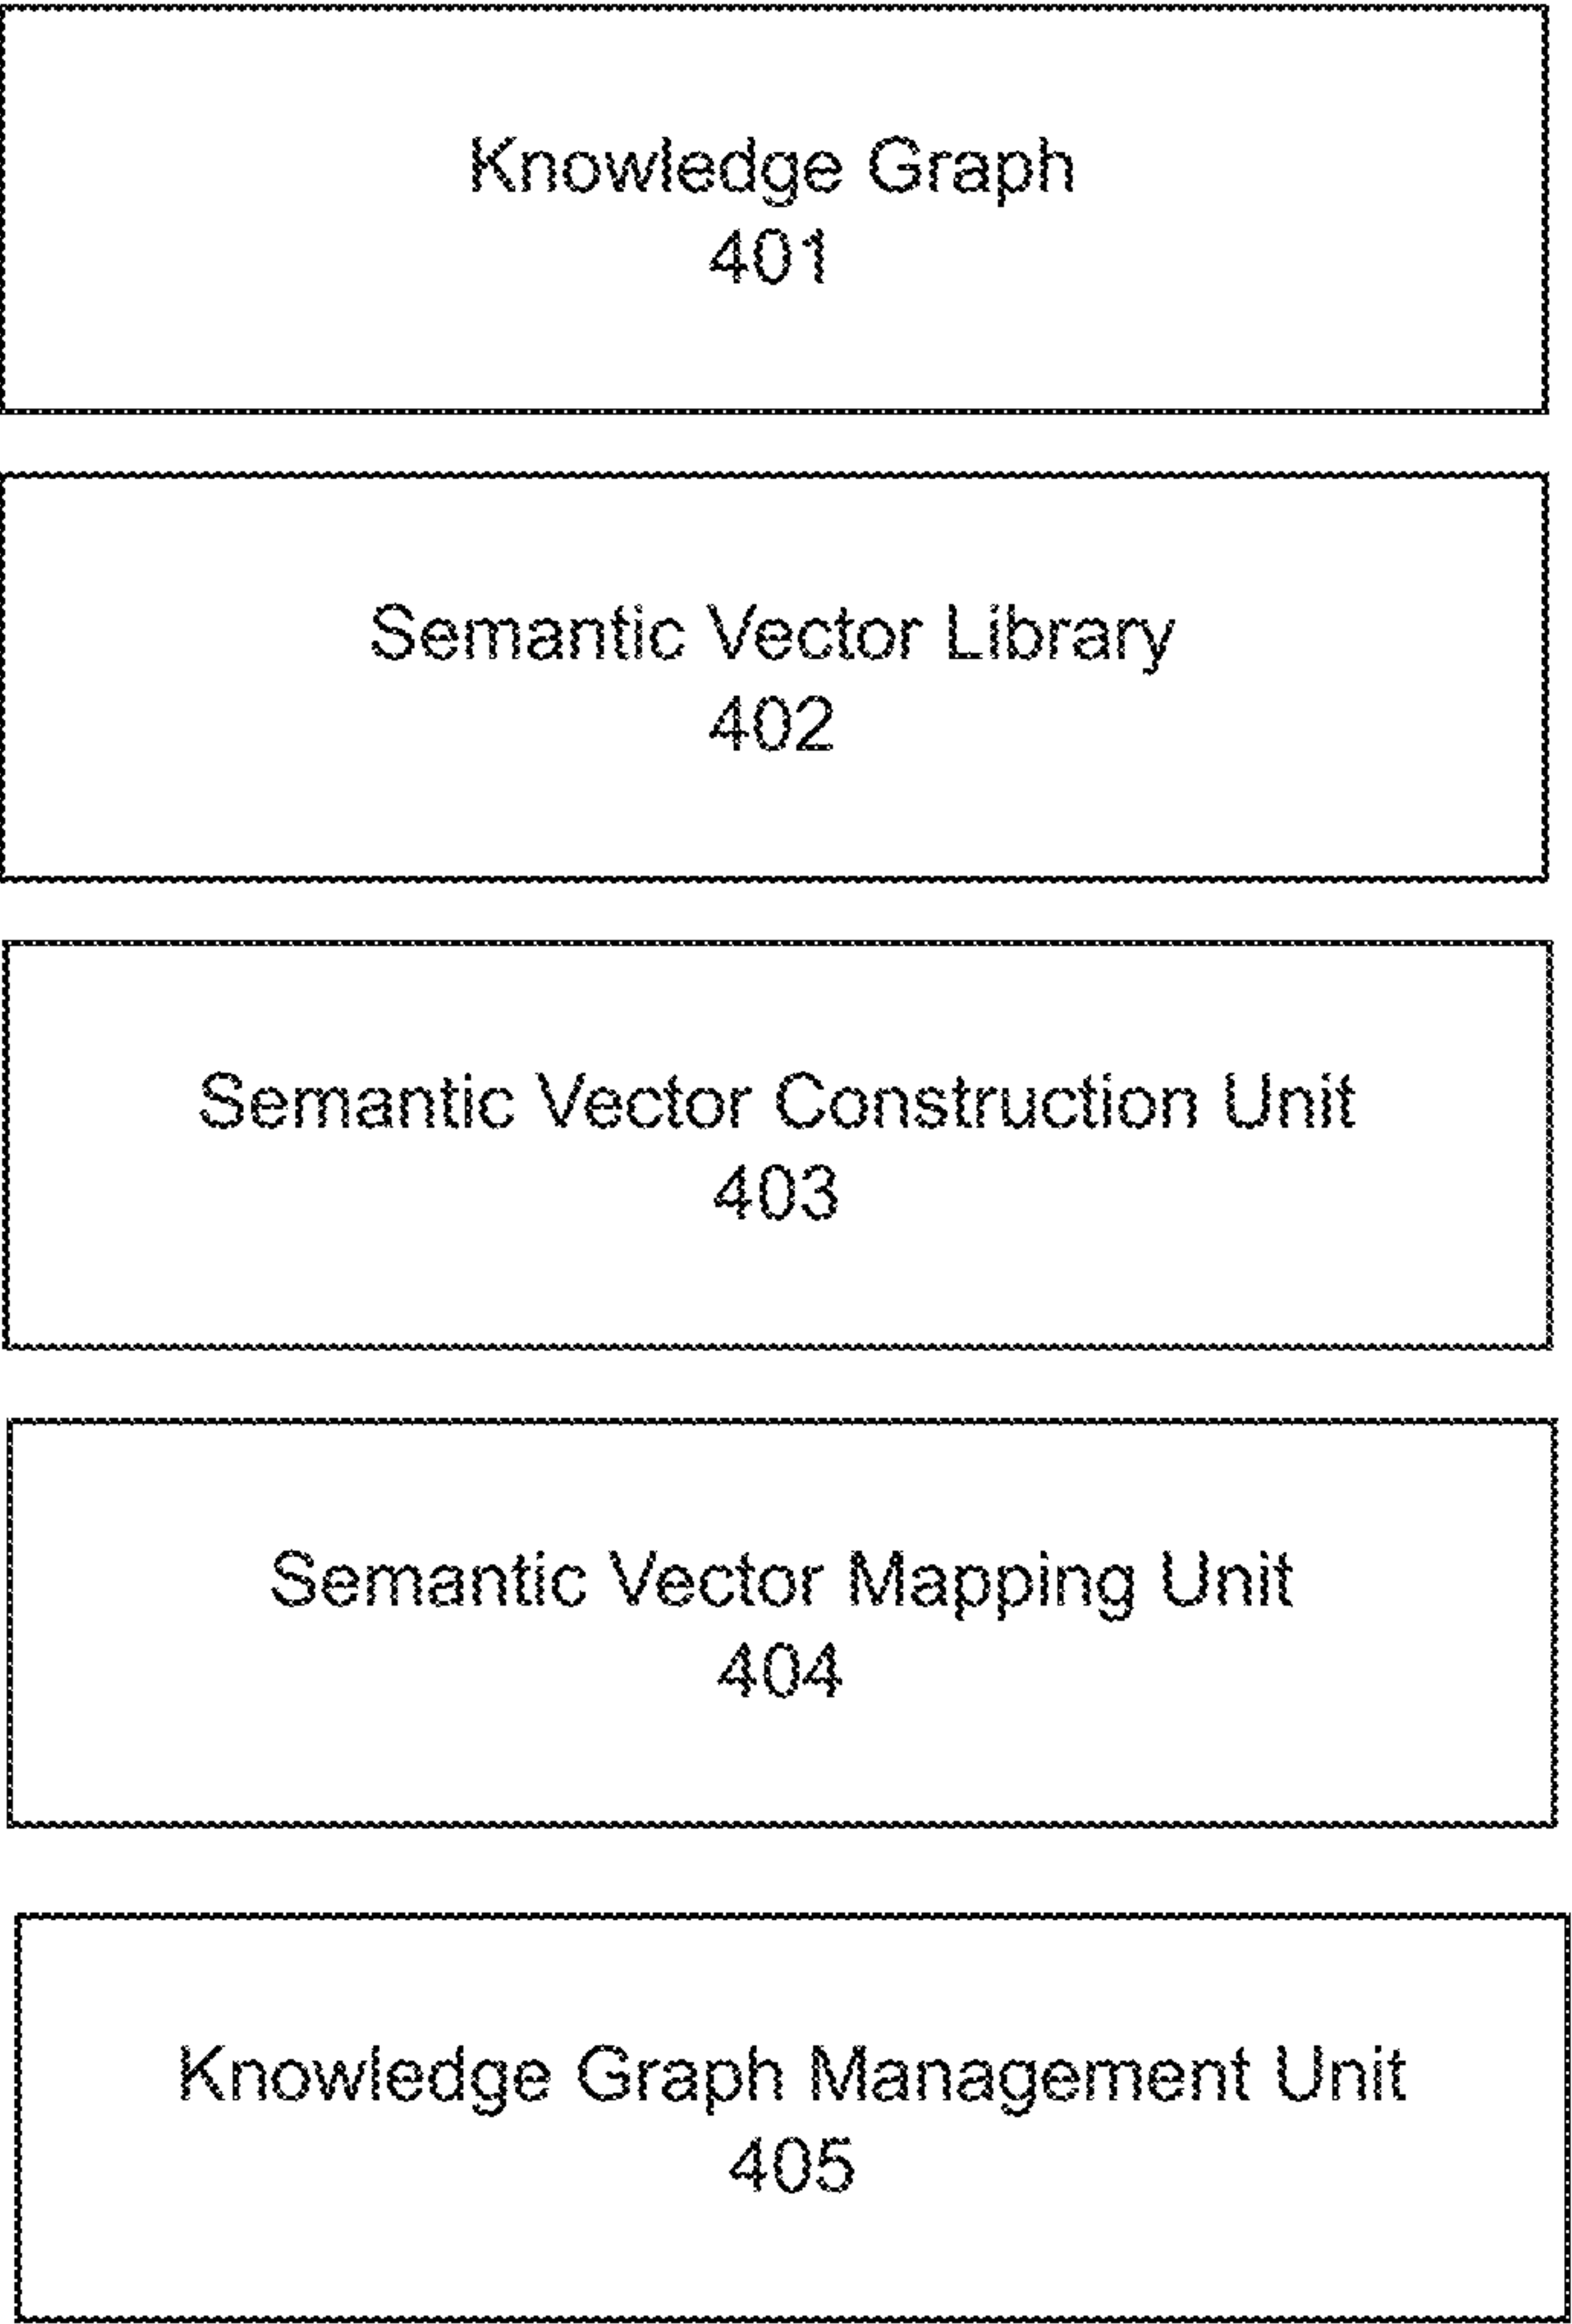 Knowledge Graph
401
Semantic Vector Library
402
Semantic Vector Construction Unit
403
Semantic Vector Mapping Unit
404
Knowledge Graph Management Unit
405